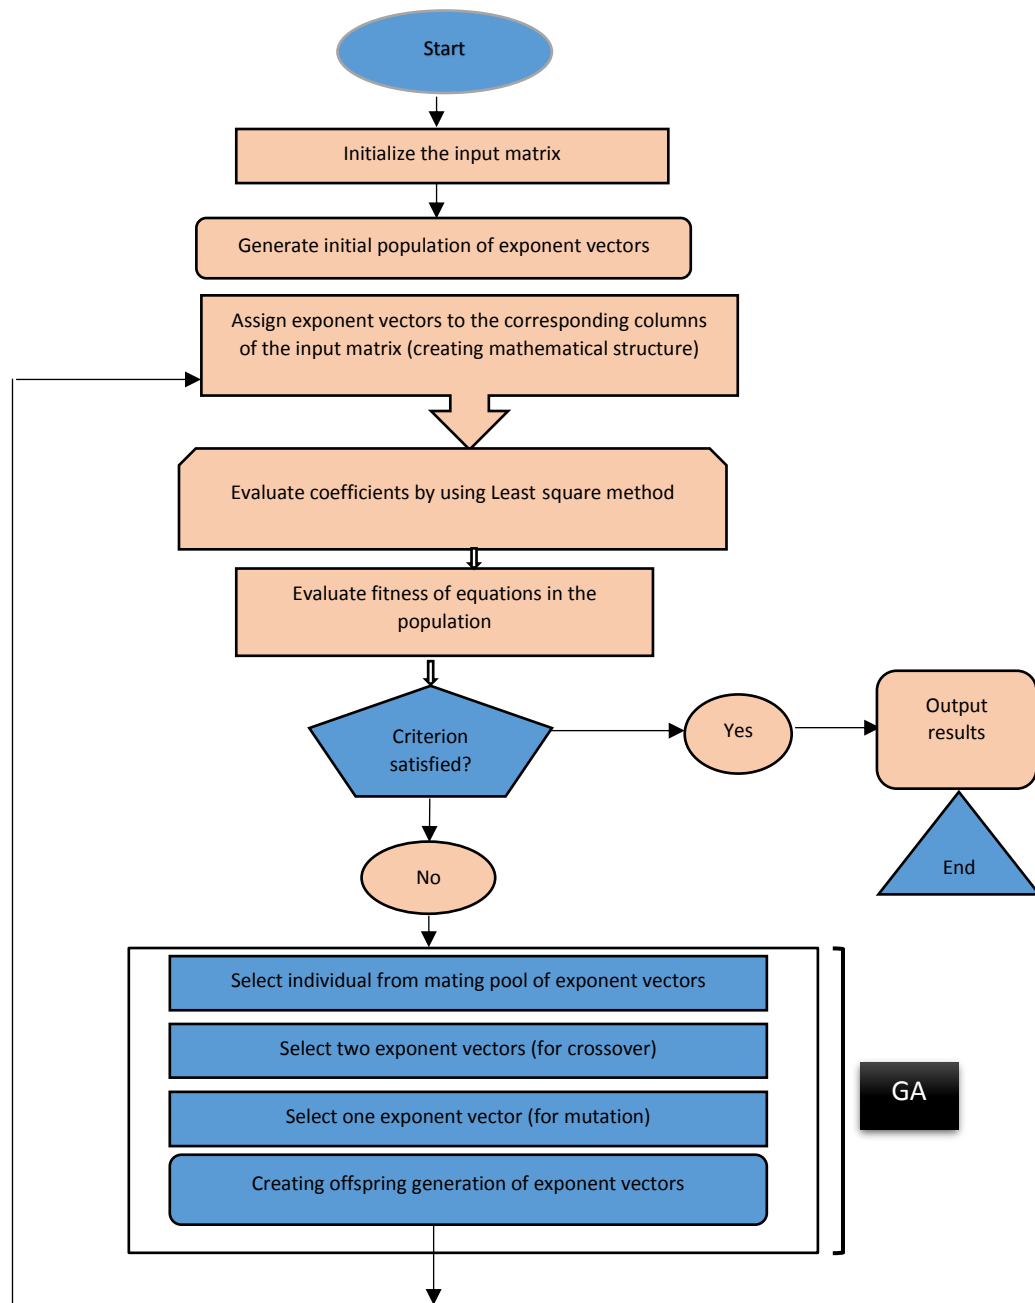 Start
Initialize the input matrix
Generate initial population of exponent vectors
Assign exponent vectors to the corresponding columns
of the input matrix (creating mathematical structure)
Evaluate coefficients by using Least square method
Evaluate fitness of equations in the
population
Criterion
satisfied?
Yes
Output
results
End
No
Select individual from mating pool of exponent vectors
Select two exponent vectors (for crossover)
Select one exponent vector (for mutation)
Creating offspring generation of exponent vectors
GA